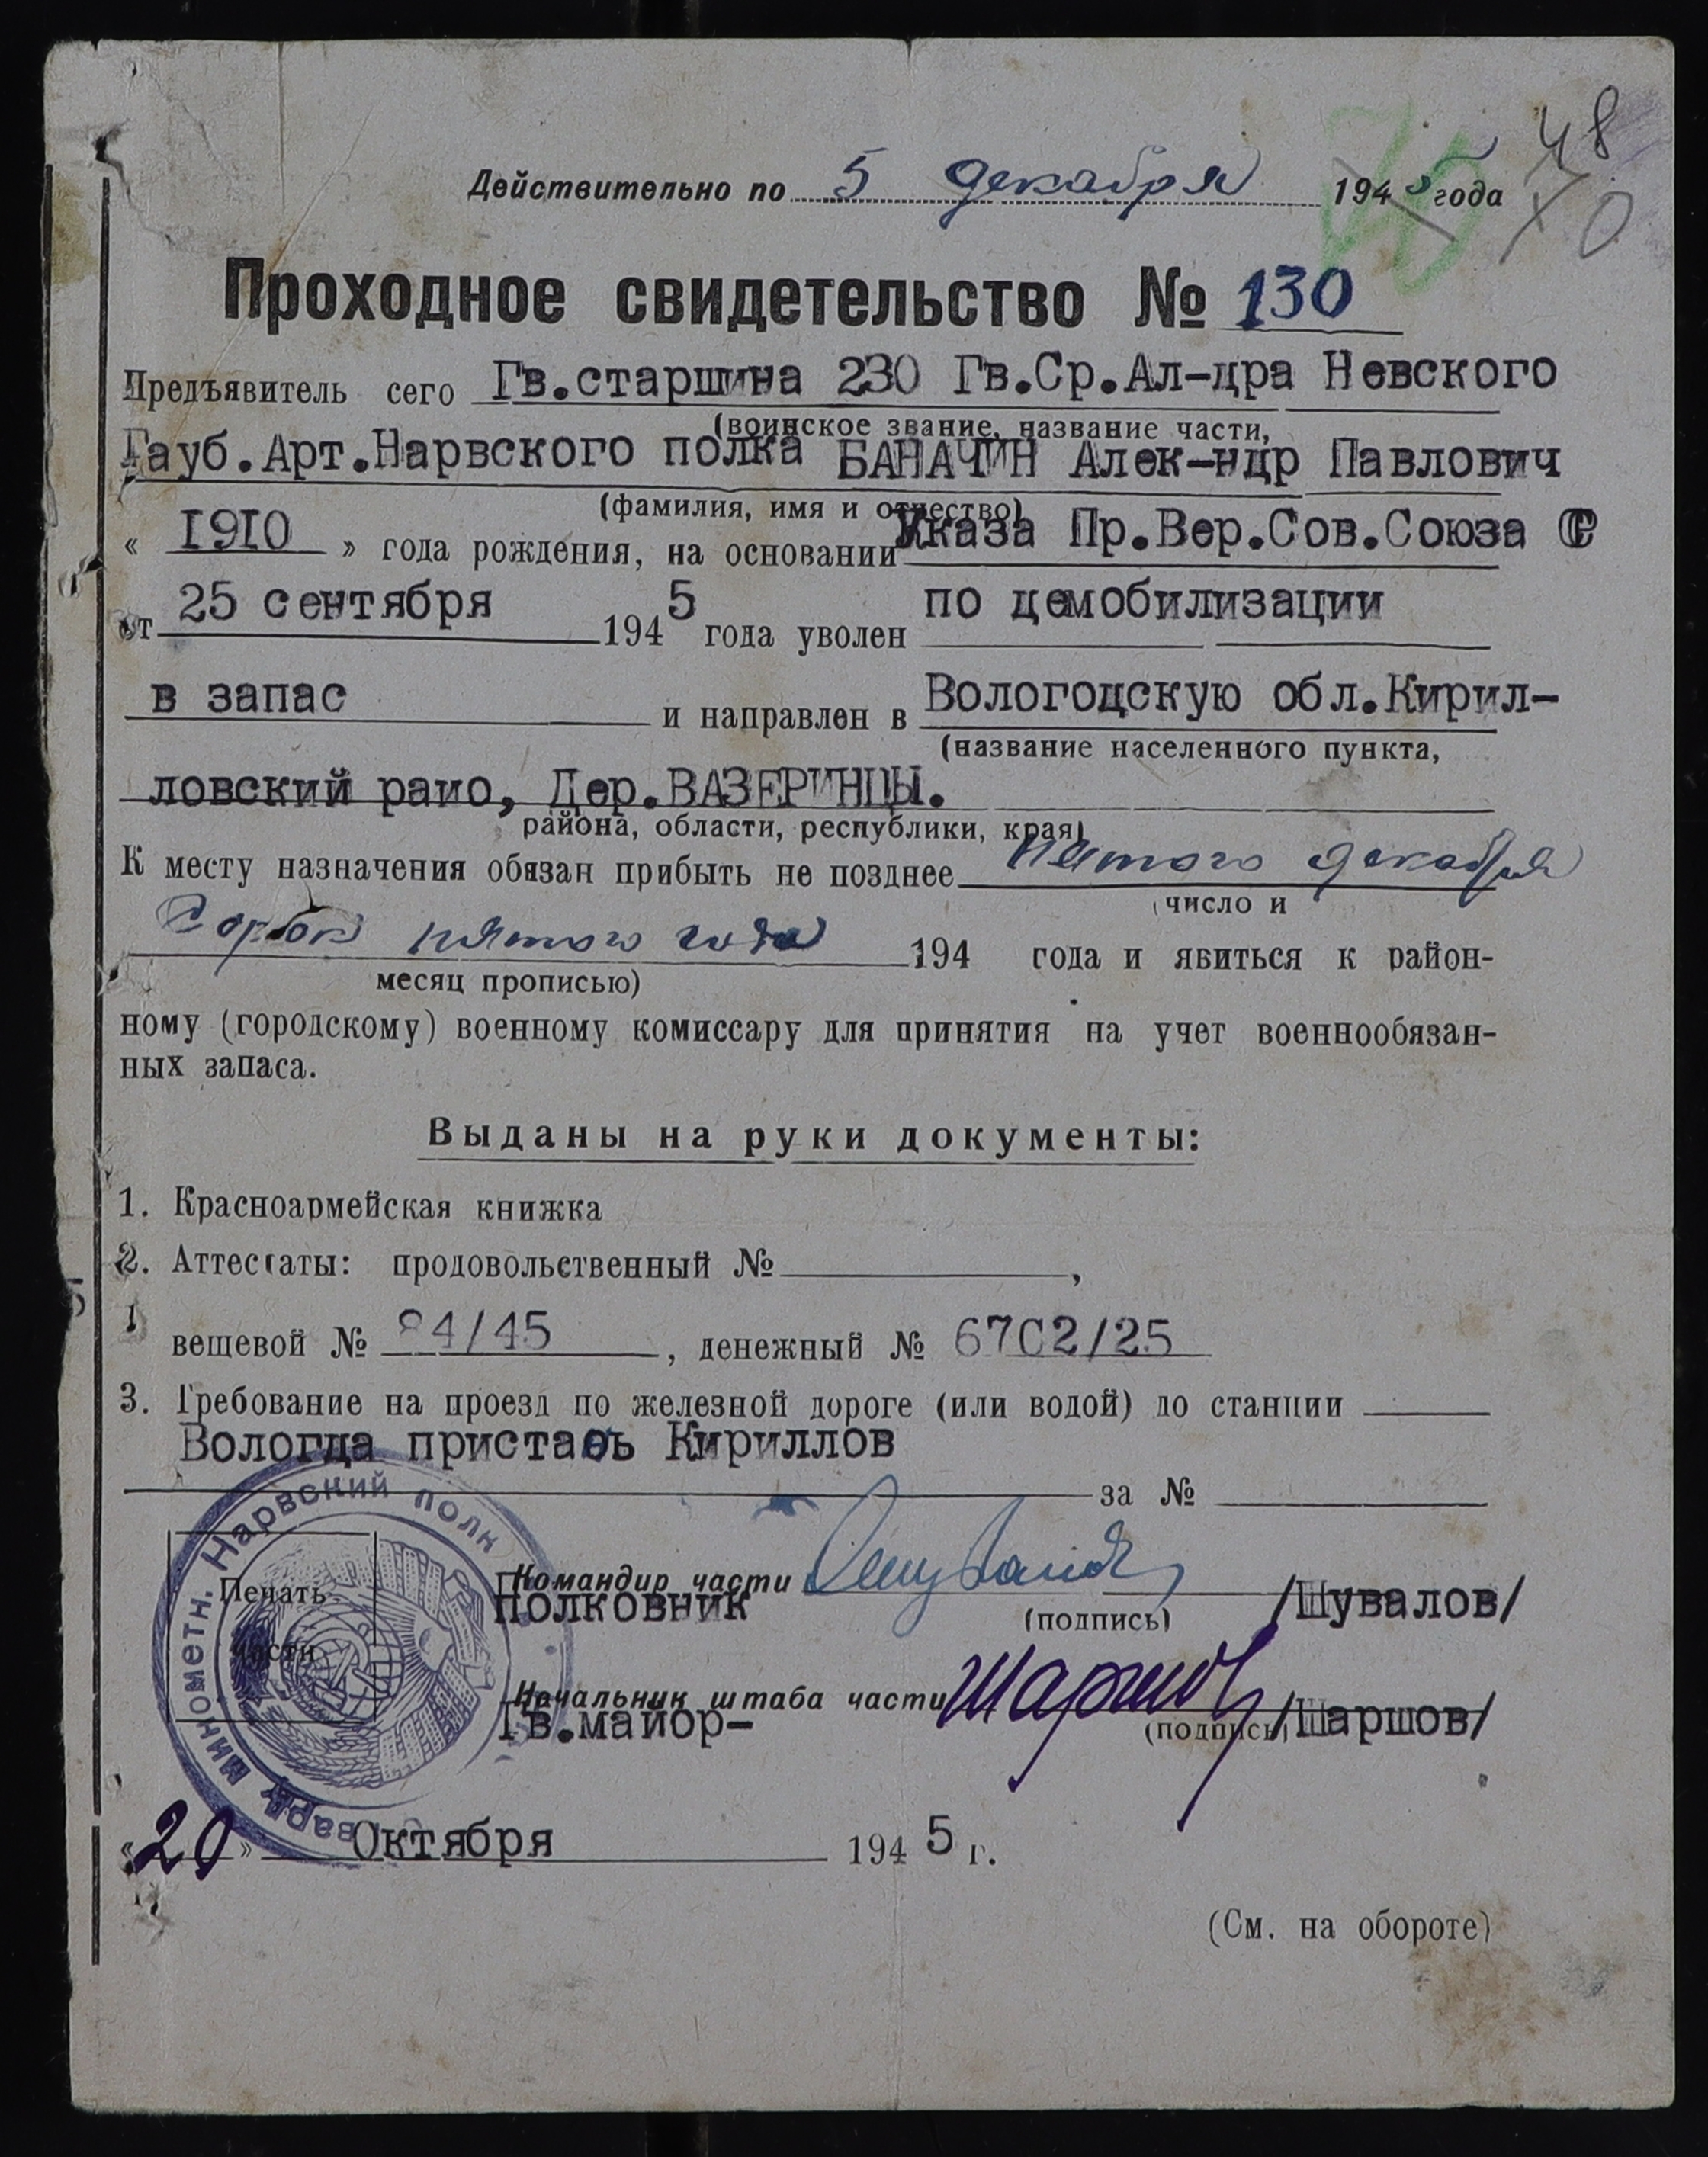 48
Действительно по 5 декабря 1945 года
0
Проходное свидетельство № 130
Предъявитель сего Гв.старшина 230 Гв.Ср.Ал-дра Невского
(воинское звание, название части,
Гауб.Арт.Нарвского полка БАНАЧИН Алек-ндр Павлович
(фамилия, имя и отчество)
« 1910 » года рождения, на основании Указа Пр.Вер.Сов.Союза
от 25 сентября 1945 года уволен по демобилизации
в запас и направлен в Вологодскую обл.Кирил-
(название населенного пункта,
ловский раио, Дер.ВАЗЕРИНЦЫ.
района, области, республики, края)
К месту назначения обязан прибыть не позднее пятого декабря
(число и
Сорок пятого года 194 года и явиться к район-
месяц прописью)
ному (городскому) военному комиссару для принятия на учет военнообязан-
ных запаса.
Выданы на руки документы:
1. Красноармейская книжка
2. Аттестаты: продовольственный № ,
вещевой № 84/45, денежный № 6702/25
3. Требование на проезд по железной дороге (или водой) до станции
Вологда пристань Кириллов
за №
Нарвский полк
минометн.
Гвард
Печать
части
Командир части
Полковник /Шувалов/
(подпись)
Начальник штаба части Шаршов
Гв.майор- /Шаршов/
(подпись)
«20» Октября 1945 г.
(См. на обороте)